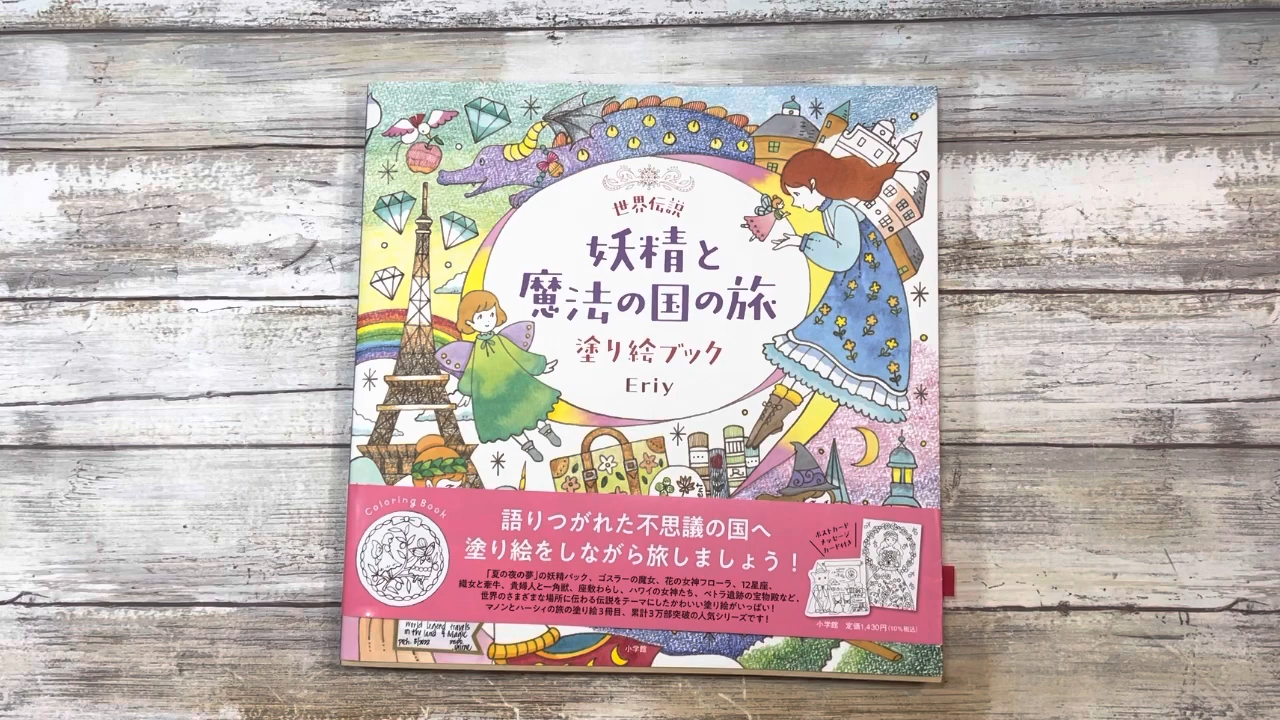 世界伝説
妖精と
魔法の国の旅
塗り絵ブック
Eriy
Coloring Book
語りつがれた不思議の国へ
塗り絵をしながら旅しましょう！
「夏の夜の夢」の妖精パック、ゴスラーの魔女、花の女神フローラ、12星座、
織女と牽牛、貴婦人と一角獣、座敷わらし、ハワイの女神たち、ペトラ遺跡の宝物殿など、
世界のさまざまな場所に伝わる伝説をテーマにしたかわいい塗り絵がいっぱい！
マノンとハーシィの旅の塗り絵3冊目、累計3万部突破の人気シリーズです！
ポストカード
メッセージ
カード付き
小学館 定価1,430円(10%税込)
World Legend travels
in the land of Magic
小学館